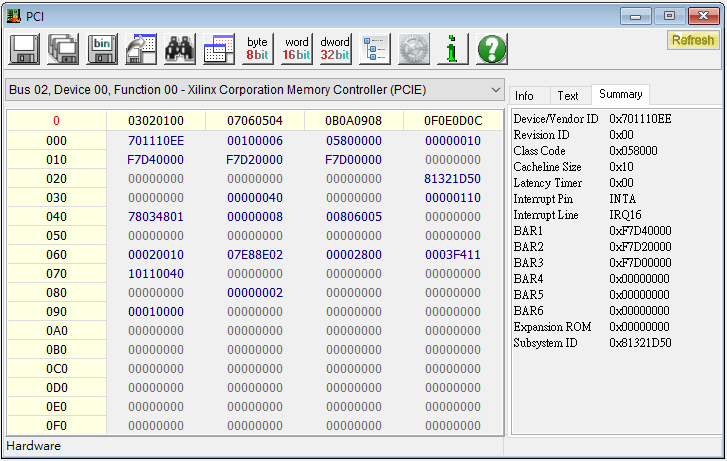 PCI
bin
byte 8bit
word 16bit
dword 32bit
Refresh
Bus 02, Device 00, Function 00 - Xilinx Corporation Memory Controller (PCIE)
0 03020100 07060504 0B0A0908 0F0E0D0C
000 701110EE 00100006 05800000 00000010
010 F7D40000 F7D20000 F7D00000 00000000
020 00000000 00000000 00000000 81321D50
030 00000000 00000040 00000000 00000110
040 78034801 00000008 00806005 00000000
050 00000000 00000000 00000000 00000000
060 00020010 07E88E02 00002800 0003F411
070 10110040 00000000 00000000 00000000
080 00000000 00000002 00000000 00000000
090 00010000 00000000 00000000 00000000
0A0 00000000 00000000 00000000 00000000
0B0 00000000 00000000 00000000 00000000
0C0 00000000 00000000 00000000 00000000
0D0 00000000 00000000 00000000 00000000
0E0 00000000 00000000 00000000 00000000
0F0 00000000 00000000 00000000 00000000
Info Text Summary
Device/Vendor ID 0x701110EE
Revision ID 0x00
Class Code 0x058000
Cacheline Size 0x10
Latency Timer 0x00
Interrupt Pin INTA
Interrupt Line IRQ16
BAR1 0xF7D40000
BAR2 0xF7D20000
BAR3 0xF7D00000
BAR4 0x00000000
BAR5 0x00000000
BAR6 0x00000000
Expansion ROM 0x00000000
Subsystem ID 0x81321D50
Hardware